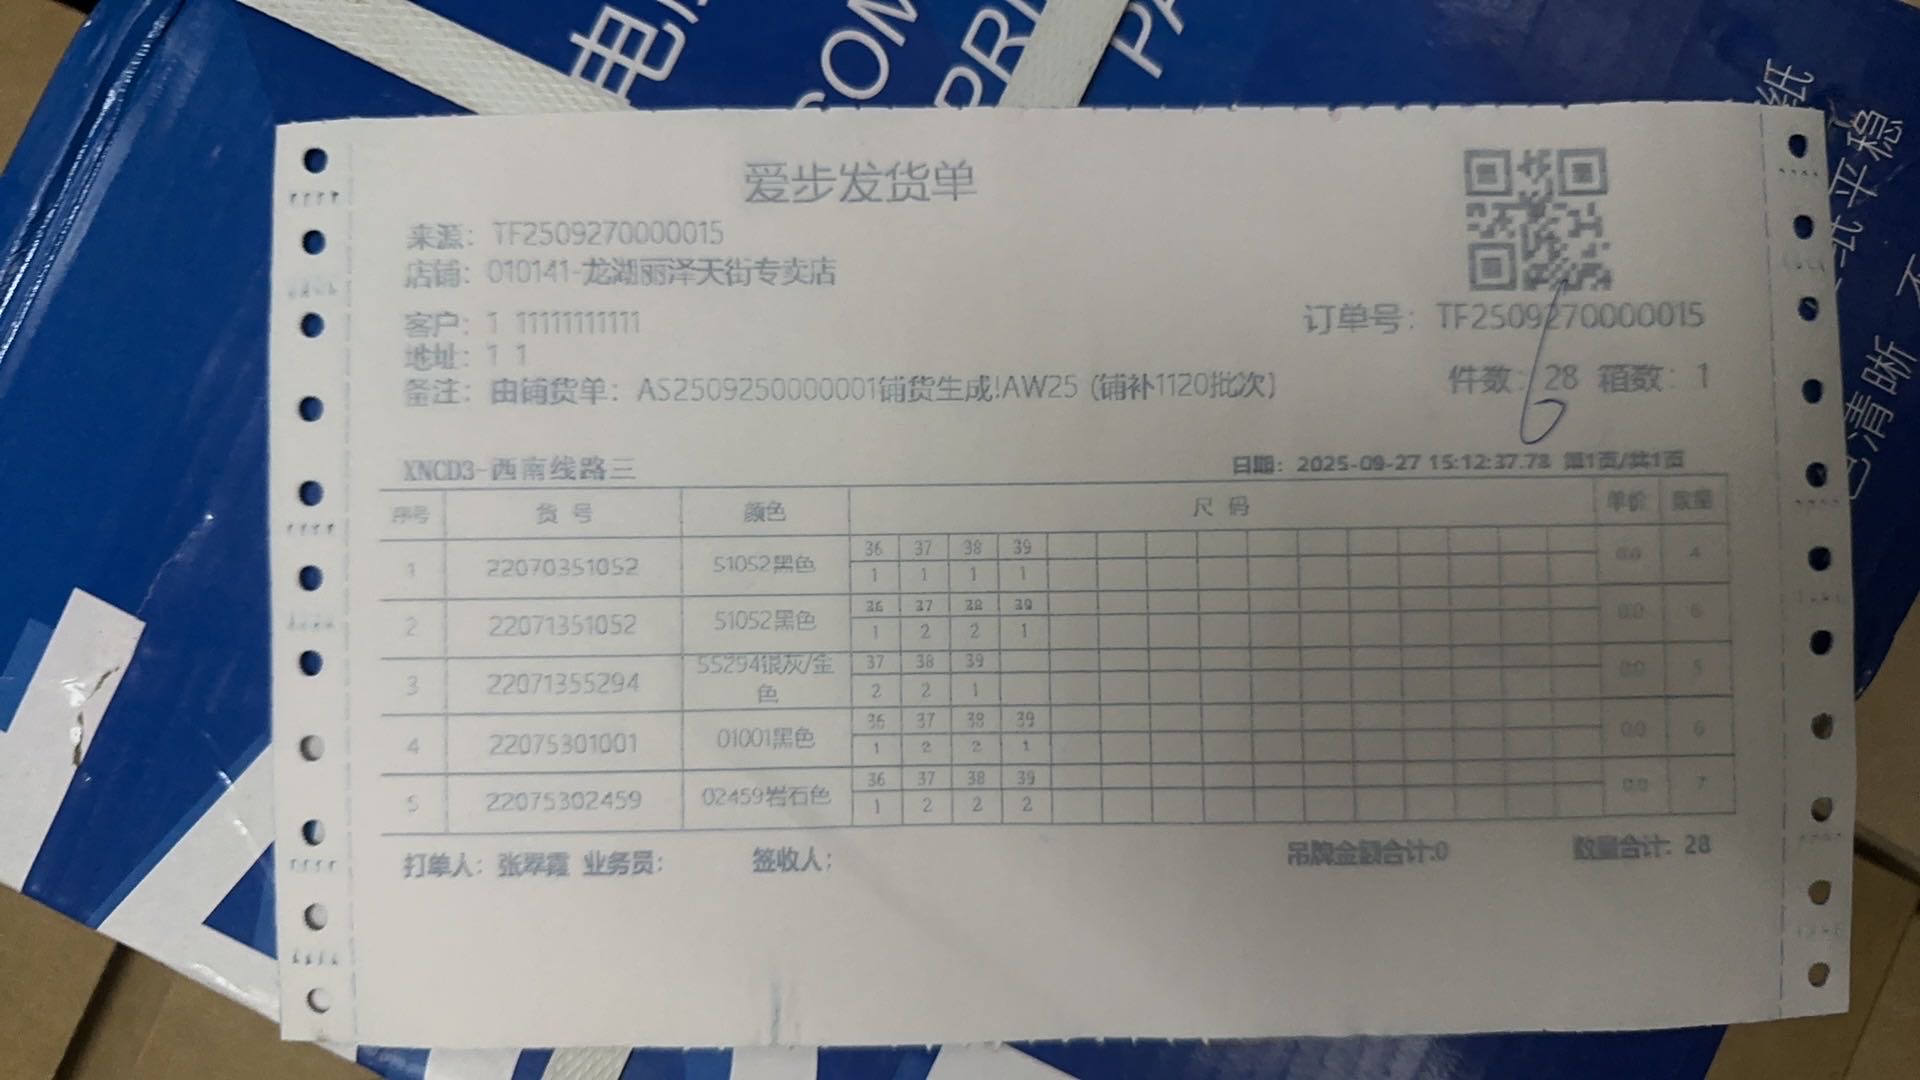 电脑
COM
PRI
PA
纸
平稳
清晰 不
爱步发货单
来源：TF2509270000015
店铺：010141-龙湖丽泽天街专卖店
客户：1 11111111111
订单号：TF2509270000015
地址：1 1
备注：由铺货单：AS2509250000001铺货生成!AW25 (铺补1120批次)
件数：28 箱数：1
6
XNCD3-西南线路三
日期：2025-09-27 15:12:37.78 第1页/共1页
序号 货号 颜色 尺码 单价 数量
36 37 38 39
1 22070351052 51052黑色 0.0 4
1 1 1 1
36 37 38 39
2 22071351052 51052黑色 0.0 6
1 2 2 1
37 38 39
3 22071355294 55294银灰/金色 0.0 5
2 2 1
36 37 38 39
4 22075301001 01001黑色 0.0 6
1 2 2 1
36 37 38 39
5 22075302459 02459岩石色 0.0 7
1 2 2 2
打单人：张翠霞 业务员： 签收人： 吊牌金额合计:0 数量合计: 28